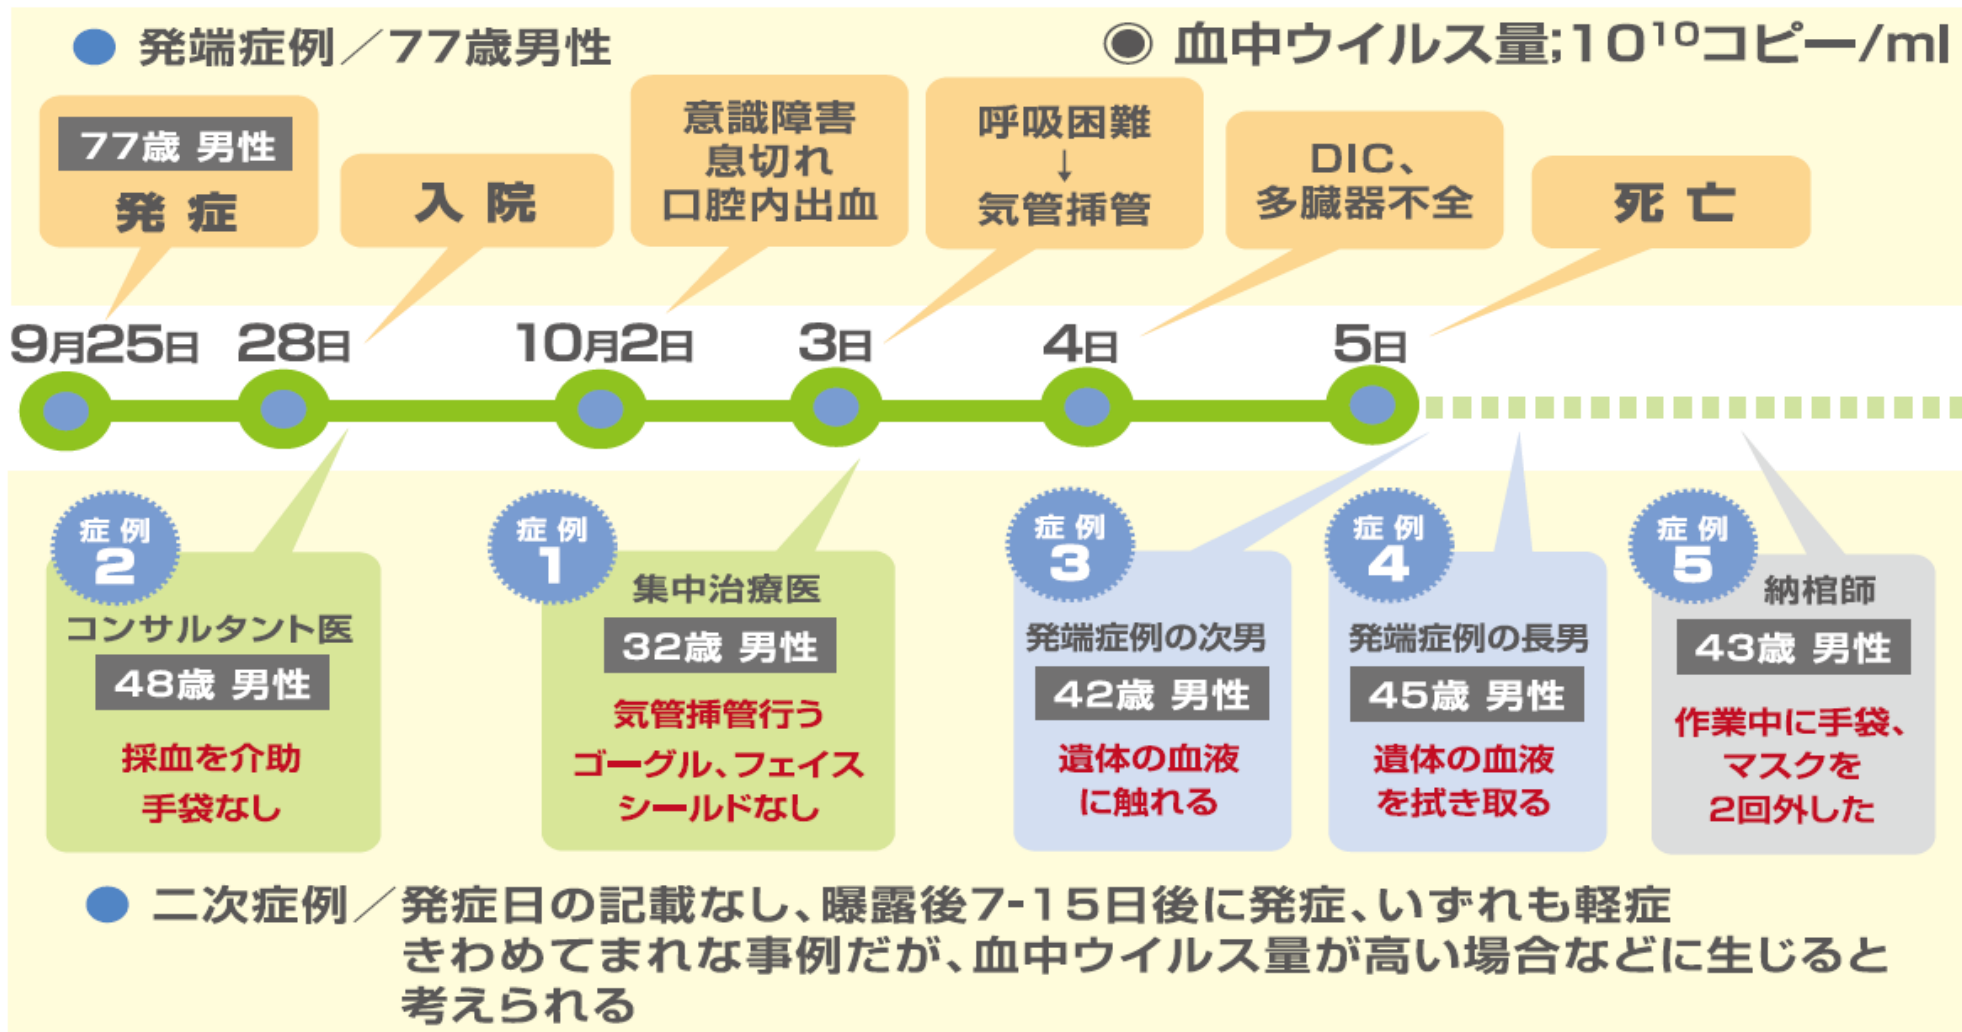 発端症例／77歳男性
◉ 血中ウイルス量;10¹⁰コピー/ml
77歳 男性
発 症
入 院
意識障害
息切れ
口腔内出血
呼吸困難
↓
気管挿管
DIC、
多臓器不全
死 亡
9月25日
28日
10月2日
3日
4日
5日
症 例
2
コンサルタント医
48歳 男性
採血を介助
手袋なし
症 例
1
集中治療医
32歳 男性
気管挿管行う
ゴーグル、フェイス
シールドなし
症 例
3
発端症例の次男
42歳 男性
遺体の血液
に触れる
症 例
4
発端症例の長男
45歳 男性
遺体の血液
を拭き取る
症 例
5
納棺師
43歳 男性
作業中に手袋、
マスクを
2回外した
二次症例／発症日の記載なし、曝露後7-15日後に発症、いずれも軽症
きわめてまれな事例だが、血中ウイルス量が高い場合などに生じると
考えられる